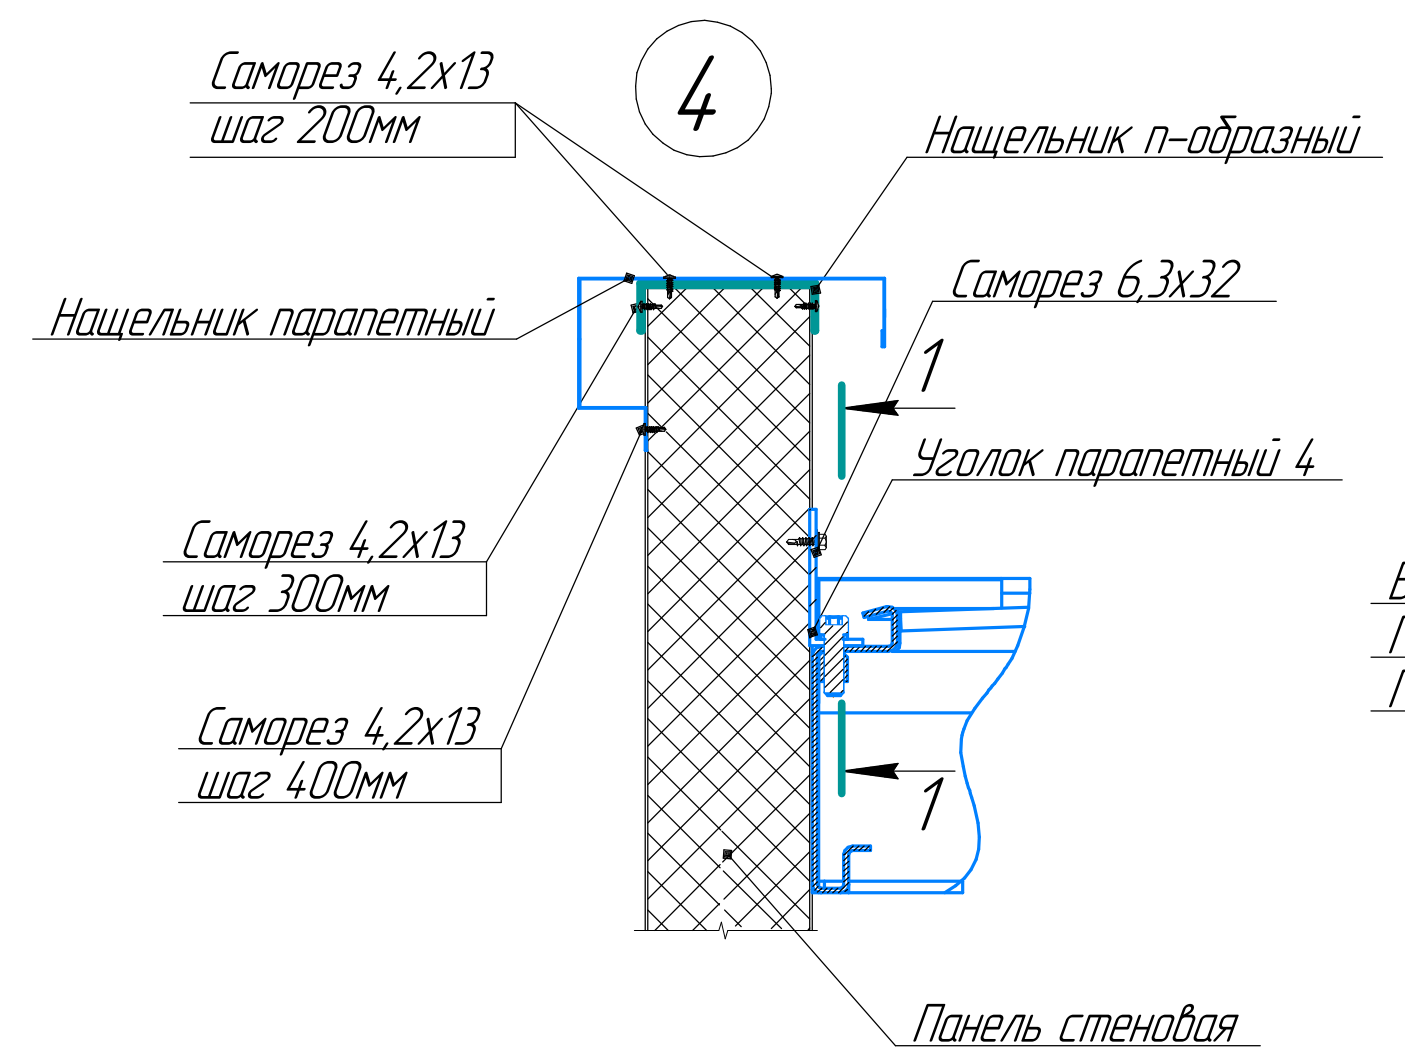 4
Саморез 4,2х13
шаг 200мм
Нащельник п-образный
Саморез 6,3х32
Нащельник парапетный
1
Уголок парапетный 4
Саморез 4,2х13
шаг 300мм
Саморез 4,2х13
шаг 400мм
1
Панель стеновая